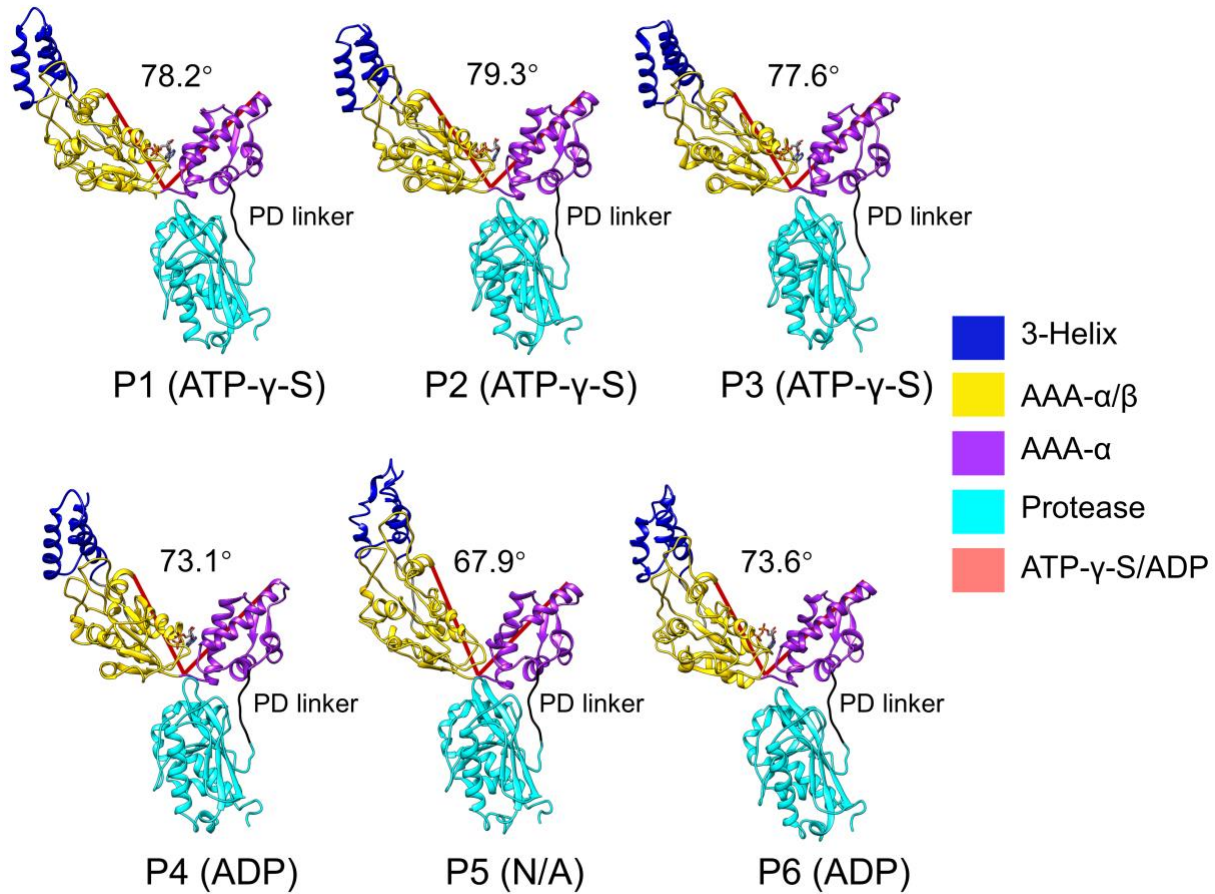 78.2°
79.3°
77.6°
PD linker
PD linker
PD linker
P1 (ATP-γ-S)
P2 (ATP-γ-S)
P3 (ATP-γ-S)
3-Helix
AAA-α/β
AAA-α
Protease
ATP-γ-S/ADP
73.1°
67.9°
73.6°
PD linker
PD linker
PD linker
P4 (ADP)
P5 (N/A)
P6 (ADP)